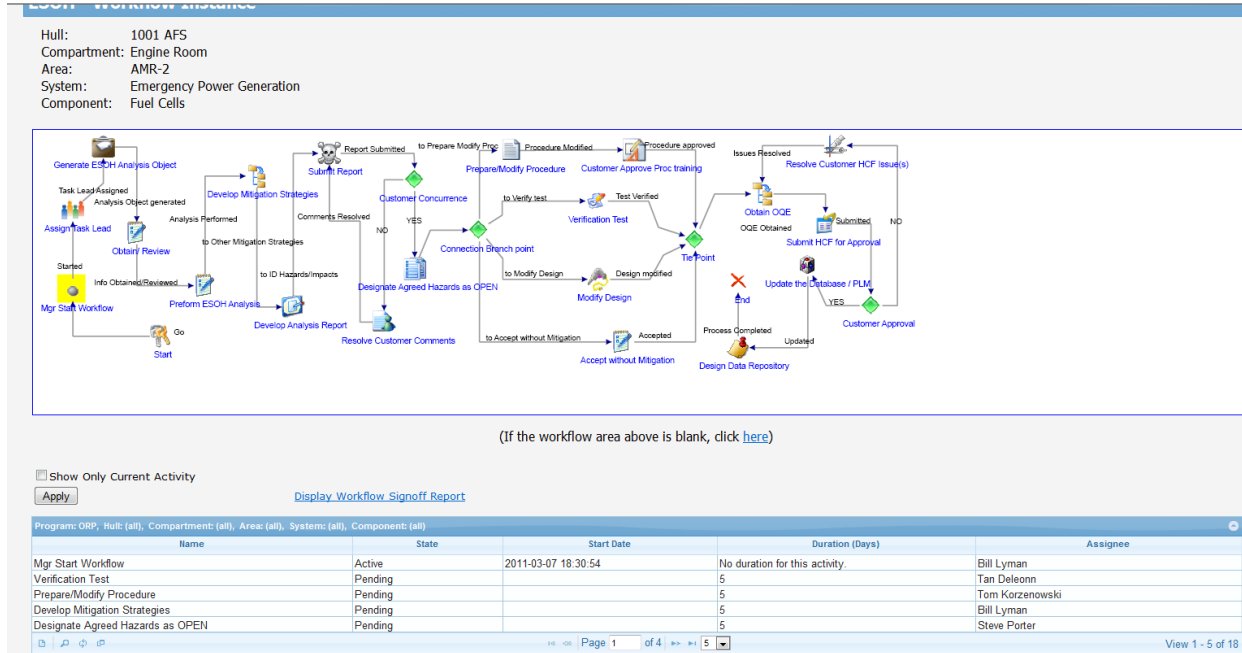 ESOH - Workflow Instance
Hull: 1001 AFS
Compartment: Engine Room
Area: AMR-2
System: Emergency Power Generation
Component: Fuel Cells
Generate ESOH Analysis Object
Task Lead Assigned
Analysis Object generated
Assign Task Lead
Obtain/ Review
Started
Info Obtained/Reviewed
Mgr Start Workflow
Go
Start
Analysis Performed
Preform ESOH Analysis
to Other Mitigation Strategies
Develop Mitigation Strategies
to ID Hazards/Impacts
Develop Analysis Report
Report Submitted
Submit Report
Comments Resolved
Customer Concurrence
NO
YES
Resolve Customer Comments
Designate Agreed Hazards as OPEN
Connection Branch point
to Prepare Modify Proc
Prepare/Modify Procedure
Procedure Modified
Customer Approve Proc training
Procedure approved
to Verify test
Verification Test
Test Verified
to Modify Design
Modify Design
Design modified
to Accept without Mitigation
Accept without Mitigation
Accepted
Tie Point
Issues Resolved
Resolve Customer HCF Issue(s)
Obtain OQE
OQE Obtained
Submitted
NO
Submit HCF for Approval
Update the Database / PLM
YES
Customer Approval
End
Process Completed
Updated
Design Data Repository
(If the workflow area above is blank, click here)
Show Only Current Activity
Apply Display Workflow Signoff Report
Program: ORP, Hull: (all), Compartment: (all), Area: (all), System: (all), Component: (all)
Name State Start Date Duration (Days) Assignee
Mgr Start Workflow Active 2011-03-07 18:30:54 No duration for this activity. Bill Lyman
Verification Test Pending 5 Tan Deleonn
Prepare/Modify Procedure Pending 5 Tom Korzenowski
Develop Mitigation Strategies Pending 5 Bill Lyman
Designate Agreed Hazards as OPEN Pending 5 Steve Porter
Page 1 of 4 5 View 1 - 5 of 18